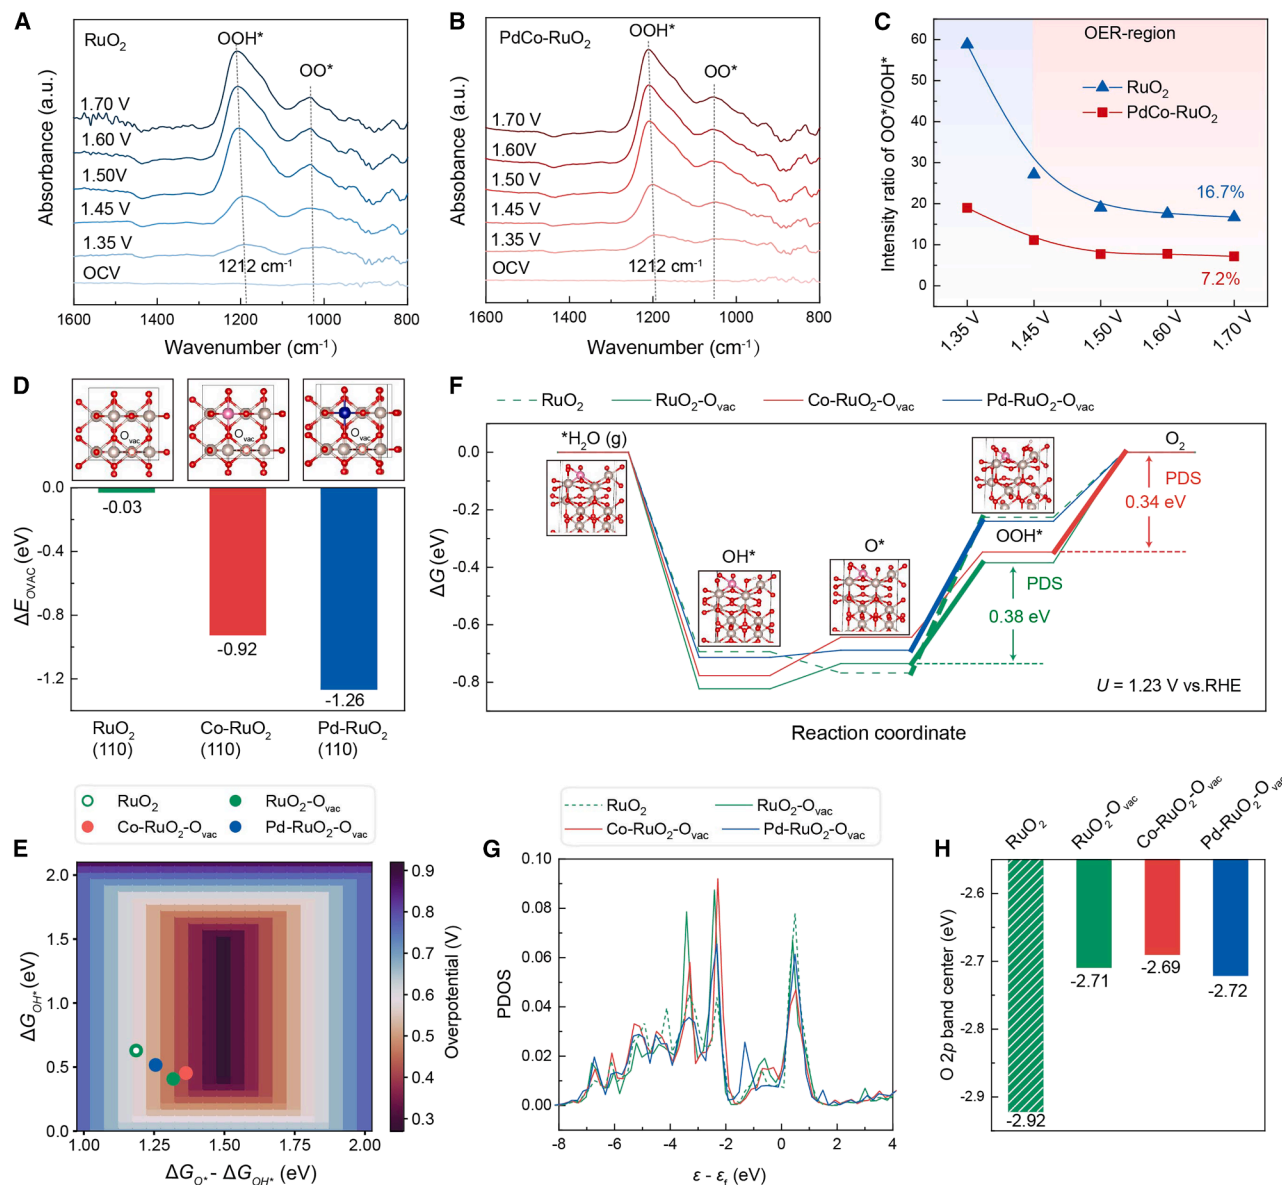 A
RuO2
OOH*
OO*
1.70 V
1.60 V
1.50V
1.45 V
1.35 V
OCV
1212 cm-1
Absorbance (a.u.)
1600 1400 1200 1000 800
Wavenumber (cm-1)
B
PdCo-RuO2
OOH*
OO*
1.70 V
1.60V
1.50 V
1.45 V
1.35 V
OCV
1212 cm-1
Absobance (a.u.)
1600 1400 1200 1000 800
Wavenumber (cm-1)
C
OER-region
RuO2
PdCo-RuO2
16.7%
7.2%
Intensity ratio of OO*/OOH*
60
50
40
30
20
10
0
1.35 V 1.45 V 1.50 V 1.60 V 1.70 V
D
Ovac Ovac Ovac
0.0
-0.4
-0.8
-1.2
ΔEOVAC (eV)
-0.03
-0.92
-1.26
RuO2 Co-RuO2 Pd-RuO2
(110) (110) (110)
F
RuO2 RuO2-Ovac Co-RuO2-Ovac Pd-RuO2-Ovac
*H2O (g)
OH*
O*
OOH*
O2
PDS
0.34 eV
PDS
0.38 eV
U = 1.23 V vs.RHE
0.0
-0.2
-0.4
-0.6
-0.8
ΔG (eV)
Reaction coordinate
RuO2 RuO2-Ovac
Co-RuO2-Ovac Pd-RuO2-Ovac
E
2.0
1.5
1.0
0.5
0.0
ΔGOH* (eV)
1.00 1.25 1.50 1.75 2.00
ΔGO* - ΔGOH* (eV)
0.9
0.8
0.7
0.6
0.5
0.4
0.3
Overpotential (V)
RuO2 RuO2-Ovac
Co-RuO2-Ovac Pd-RuO2-Ovac
G
0.10
0.08
0.06
0.04
0.02
0.00
PDOS
-8 -6 -4 -2 0 2 4
ε - εf (eV)
H
RuO2 RuO2-Ovac Co-RuO2-Ovac Pd-RuO2-Ovac
-2.6
-2.7
-2.8
-2.9
O 2p band center (eV)
-2.92
-2.71
-2.69
-2.72